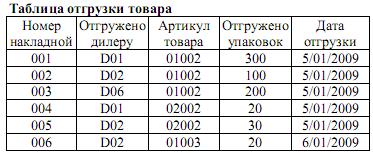 Таблица отгрузки товара
Номер накладной Отгружено дилеру Артикул товара Отгружено упаковок Дата отгрузки
001 D01 01002 300 5/01/2009
002 D02 01002 100 5/01/2009
003 D06 01002 200 5/01/2009
004 D01 02002 20 5/01/2009
005 D02 02002 30 5/01/2009
006 D02 01003 20 6/01/2009